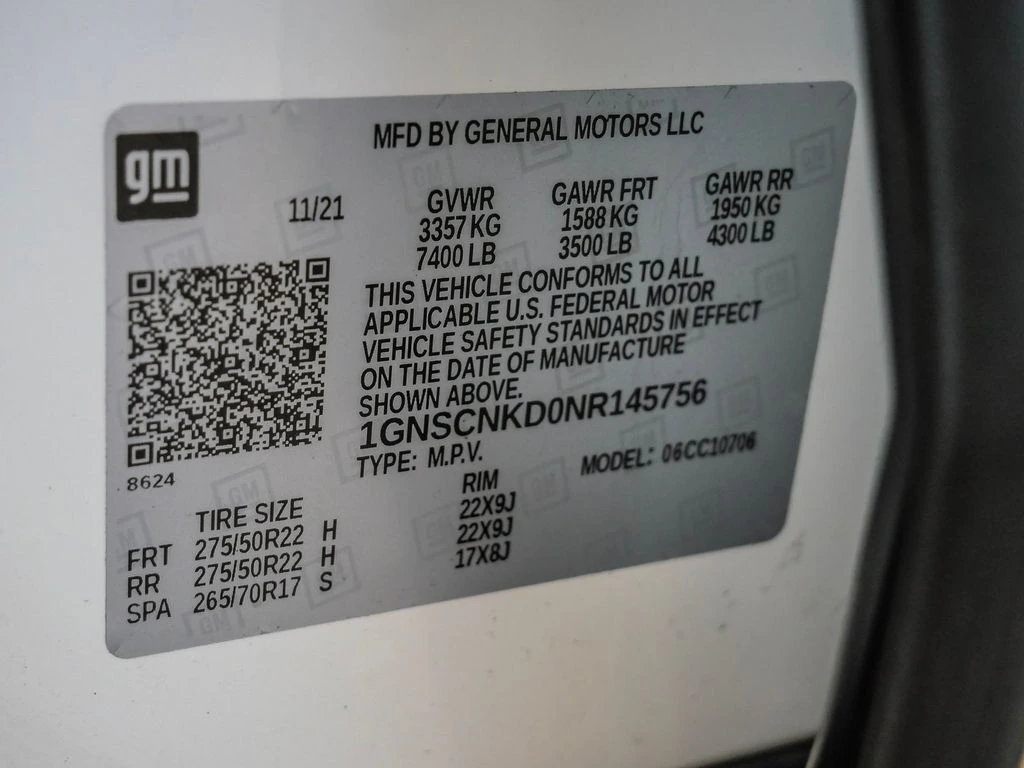 gm
MFD BY GENERAL MOTORS LLC
11/21 GVWR GAWR FRT GAWR RR
3357 KG 1588 KG 1950 KG
7400 LB 3500 LB 4300 LB
THIS VEHICLE CONFORMS TO ALL
APPLICABLE U.S. FEDERAL MOTOR
VEHICLE SAFETY STANDARDS IN EFFECT
ON THE DATE OF MANUFACTURE
SHOWN ABOVE.
1GNSCNKD0NR145756
TYPE: M.P.V. MODEL: 06CC10706
8624
TIRE SIZE RIM
FRT 275/50R22 H 22X9J
RR 275/50R22 H 22X9J
SPA 265/70R17 S 17X8J